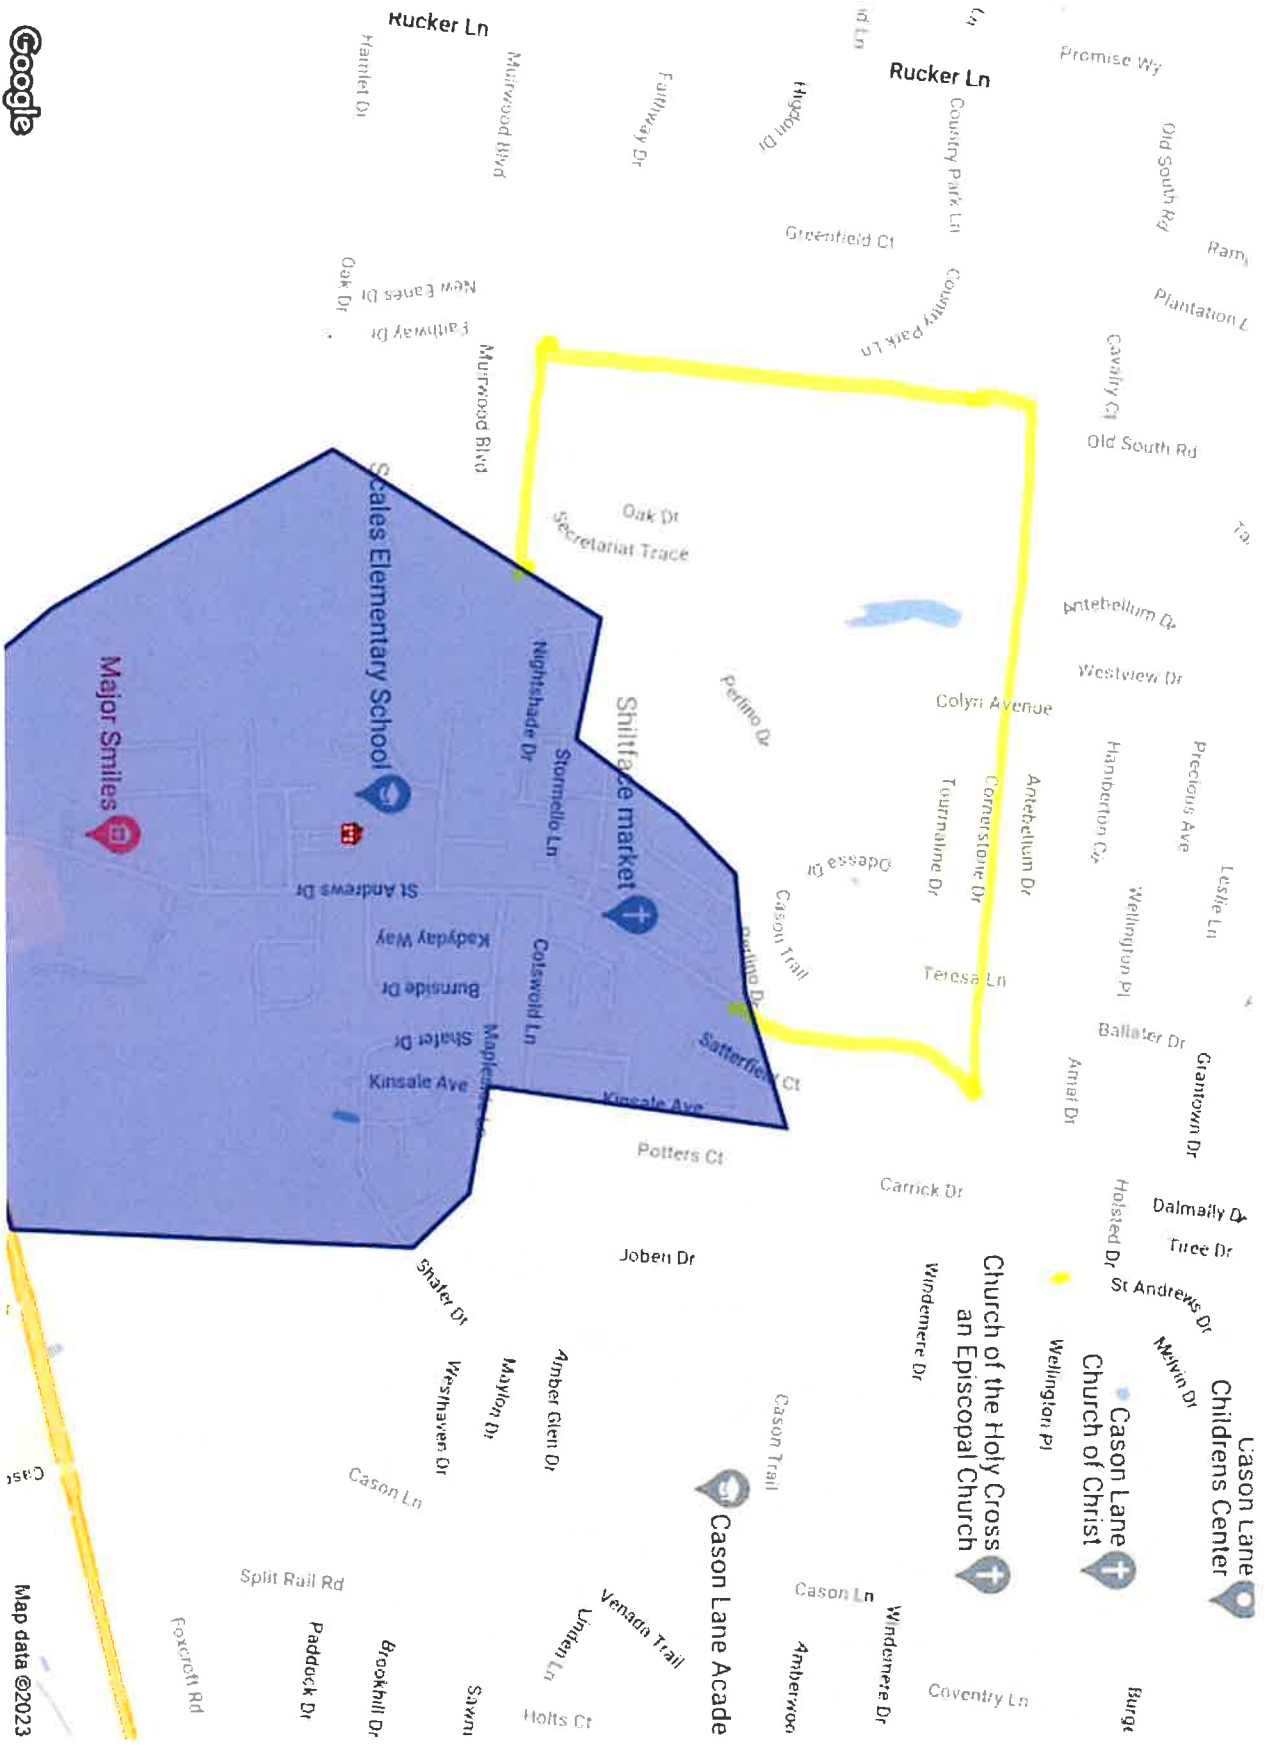 Rucker Ln
Hamlet Dr
Muirwood Blvd
Faithway Dr
Higdon Dr
Rucker Ln
Ln
Promise Wy
Country Park Ln
Old South Rd
Greenfield Ct
Country Park Ln
Plantation
Oak Dr
New Eanes Dr
Faithway Dr
Muirwood Blvd
Cavalry Ct
Old South Rd
Scales Elementary School
Oak Dr
Secretariat Trace
Antebellum Dr
Westview Dr
Major Smiles
Nightshade Dr
Stormello Ln
Shiltface market
Perlino Dr
Colyn Avenue
Tourmaline Dr
Cornerstone Dr
Antebellum Dr
Hamberton Cir
Precious Ave
Leslie Ln
Odessa Dr
Cason Trail
Perlino Dr
Teresa Ln
Wellington Pl
St Andrews Dr
Kadyday Way
Burnside Dr
Shafer Dr
Kinsale Ave
Cotswold Ln
Satterfield Ct
Kinsale Ave
Potters Ct
Ballater Dr
Amal Dr
Grantown Dr
Carrick Dr
Holsted Dr
Dalmally Dr
Tiree Dr
St Andrews Dr
Melvin Dr
Joben Dr
Shafer Dr
Windemere Dr
Church of the Holy Cross
an Episcopal Church
Wellington Pl
Cason Lane
Church of Christ
Cason Lane
Childrens Center
Westhaven Dr
Maylon Dr
Amber Glen Dr
Cason Trail
Cason Ln
Cason Lane Acade
Cason Ln
Split Rail Rd
Foxcroft Rd
Paddock Dr
Brookhill Dr
Linden Ln
Venada Trail
Holts Ct
Amberwoo
Windemere Dr
Coventry Ln
Burge
Google
Map data ©2023